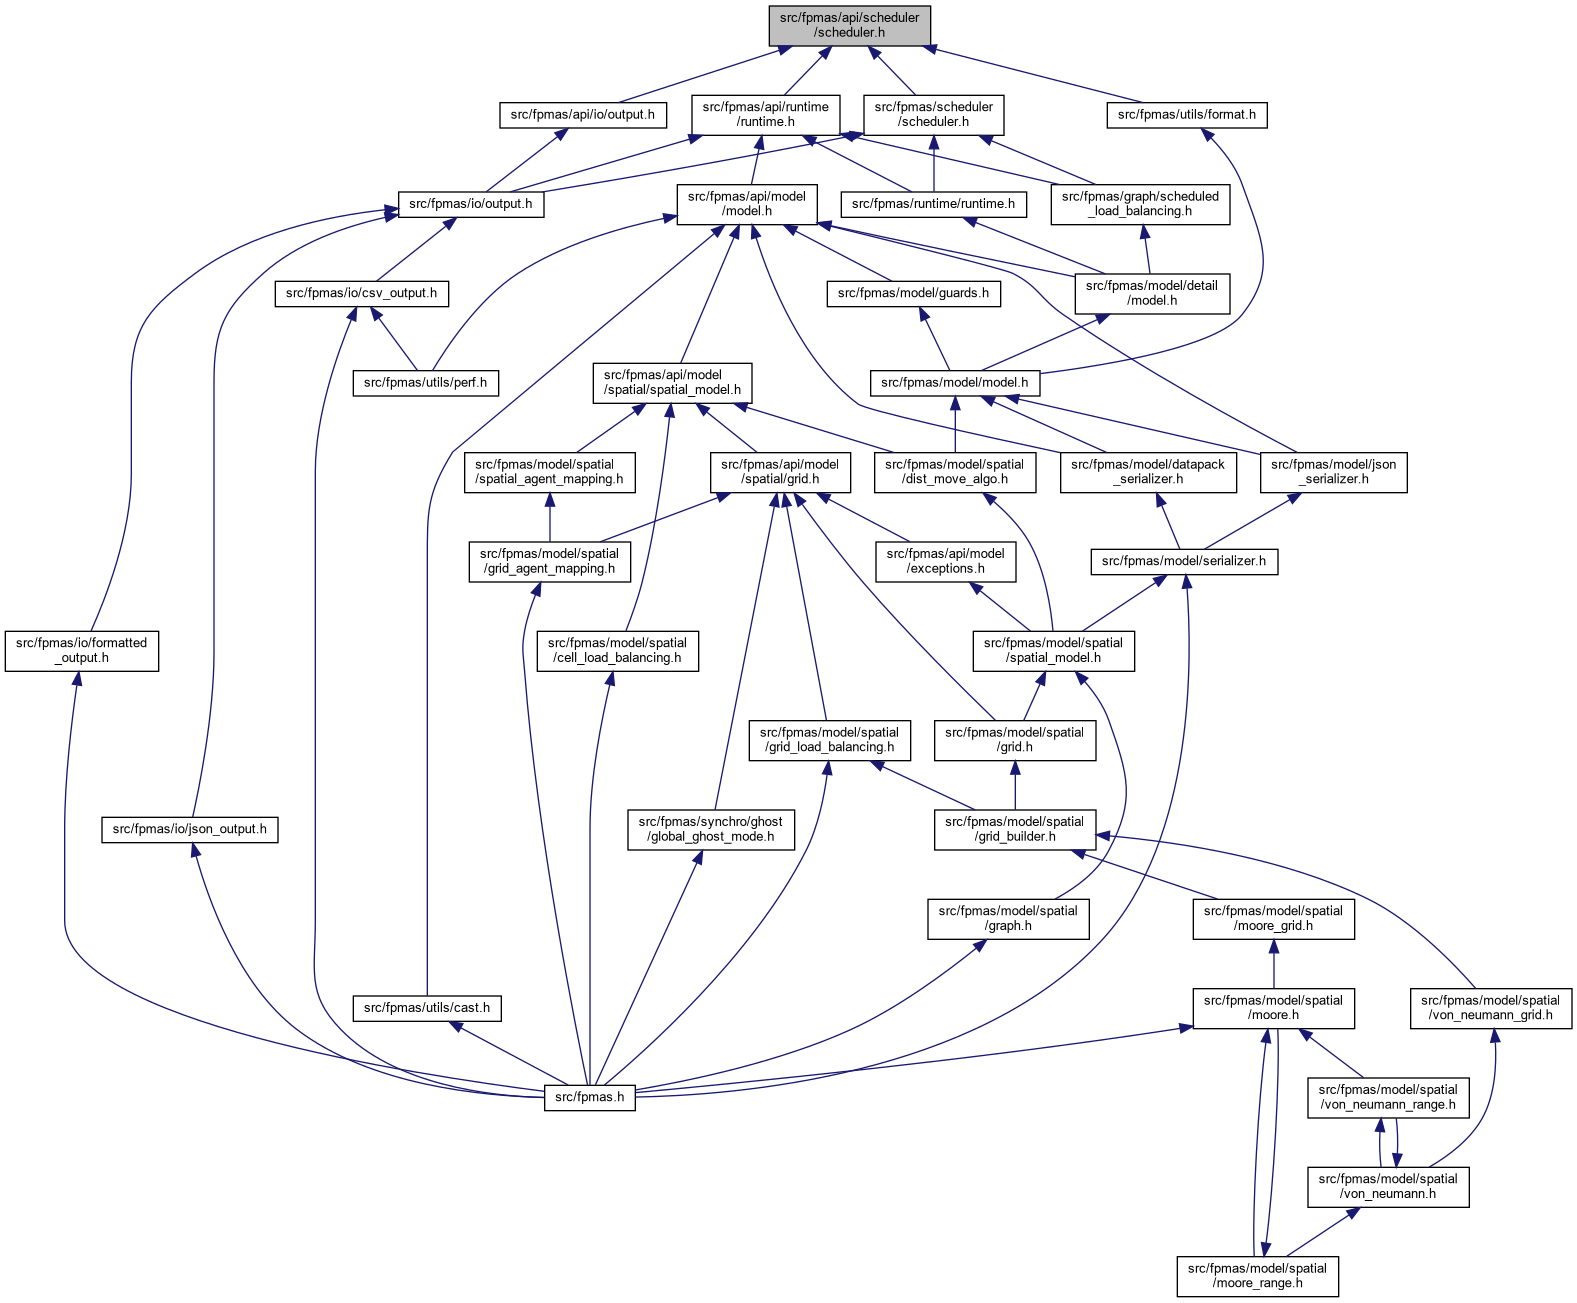 src/fpmas/api/scheduler
/scheduler.h
src/fpmas/api/io/output.h
src/fpmas/api/runtime
/runtime.h
src/fpmas/scheduler
/scheduler.h
src/fpmas/utils/format.h
src/fpmas/io/output.h
src/fpmas/api/model
/model.h
src/fpmas/runtime/runtime.h
src/fpmas/graph/scheduled
_load_balancing.h
src/fpmas/io/csv_output.h
src/fpmas/model/guards.h
src/fpmas/model/detail
/model.h
src/fpmas/utils/perf.h
src/fpmas/api/model
/spatial/spatial_model.h
src/fpmas/model/model.h
src/fpmas/model/spatial
/spatial_agent_mapping.h
src/fpmas/api/model
/spatial/grid.h
src/fpmas/model/spatial
/dist_move_algo.h
src/fpmas/model/datapack
_serializer.h
src/fpmas/model/json
_serializer.h
src/fpmas/model/spatial
/grid_agent_mapping.h
src/fpmas/api/model
/exceptions.h
src/fpmas/model/serializer.h
src/fpmas/io/formatted
_output.h
src/fpmas/model/spatial
/cell_load_balancing.h
src/fpmas/model/spatial
/spatial_model.h
src/fpmas/model/spatial
/grid_load_balancing.h
src/fpmas/model/spatial
/grid.h
src/fpmas/io/json_output.h
src/fpmas/synchro/ghost
/global_ghost_mode.h
src/fpmas/model/spatial
/grid_builder.h
src/fpmas/model/spatial
/graph.h
src/fpmas/model/spatial
/moore_grid.h
src/fpmas/utils/cast.h
src/fpmas/model/spatial
/moore.h
src/fpmas/model/spatial
/von_neumann_grid.h
src/fpmas.h
src/fpmas/model/spatial
/von_neumann_range.h
src/fpmas/model/spatial
/von_neumann.h
src/fpmas/model/spatial
/moore_range.h